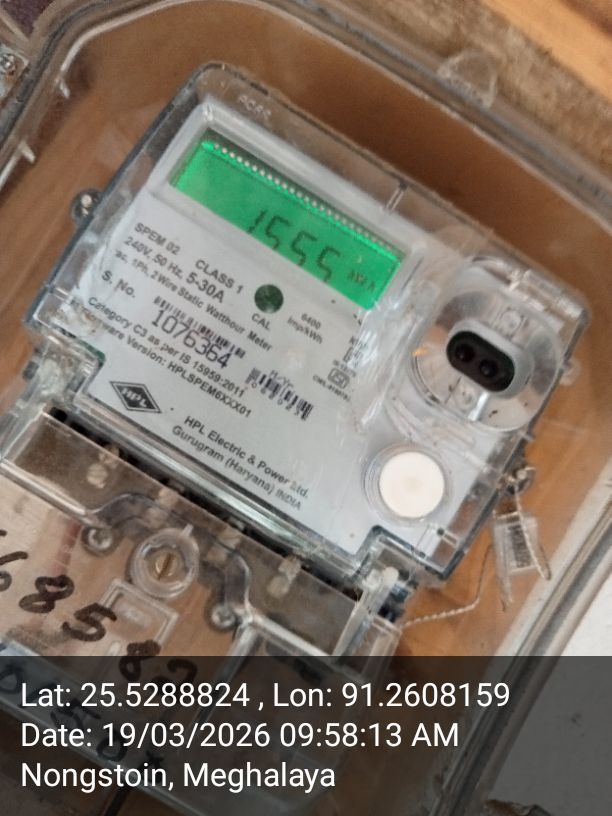 1555
SPEM 02 CLASS 1
240V, 50 Hz, 5-30A
ac. 1Ph, 2 Wire Static Watthour Meter
CAL
6400
imp/kWh
S. No.
1076364
Category C3 as per IS 15959:2011
Firmware Version: HPLSPEM6XXX01
HPL
HPL Electric & Power Ltd.
Gurugram (Haryana) INDIA
Lat: 25.5288824 , Lon: 91.2608159
Date: 19/03/2026 09:58:13 AM
Nongstoin, Meghalaya